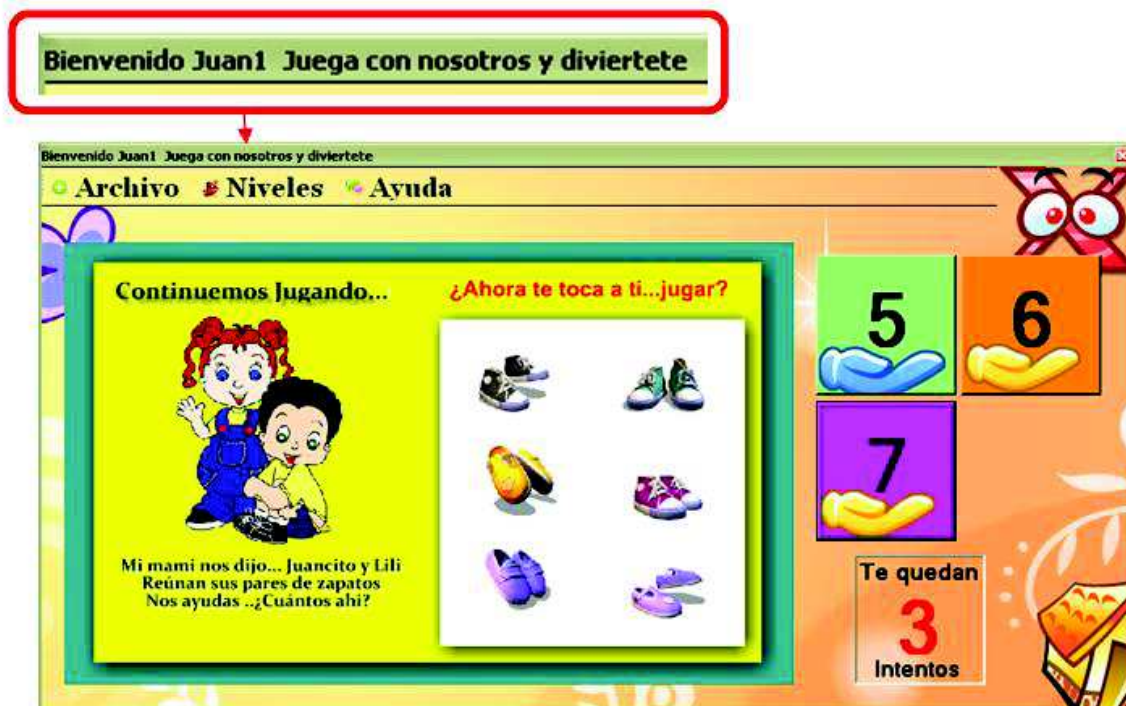 Bienvenido Juan1 Juega con nosotros y diviertete
Bienvenido Juan1 Juega con nosotros y diviertete
Archivo Niveles Ayuda
Continuemos Jugando...
¿Ahora te toca a ti...jugar?
Mi mami nos dijo... Juancito y Lili
Reúnan sus pares de zapatos
Nos ayudas ..¿Cuántos ahi?
5 6
7
Te quedan
3
Intentos